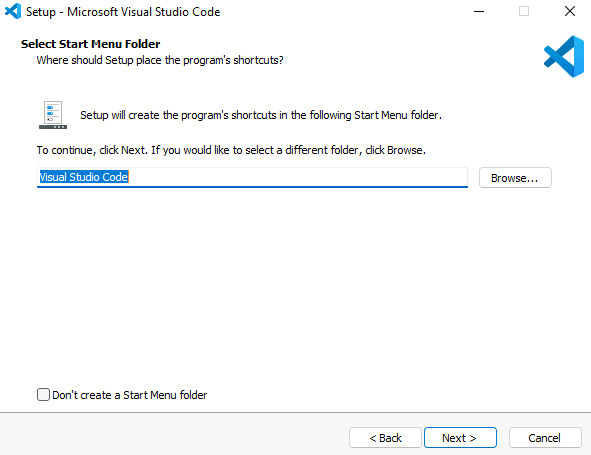 Setup - Microsoft Visual Studio Code
Select Start Menu Folder
Where should Setup place the program's shortcuts?
Setup will create the program's shortcuts in the following Start Menu folder.
To continue, click Next. If you would like to select a different folder, click Browse.
Visual Studio Code
Browse...
Don't create a Start Menu folder
< Back
Next >
Cancel